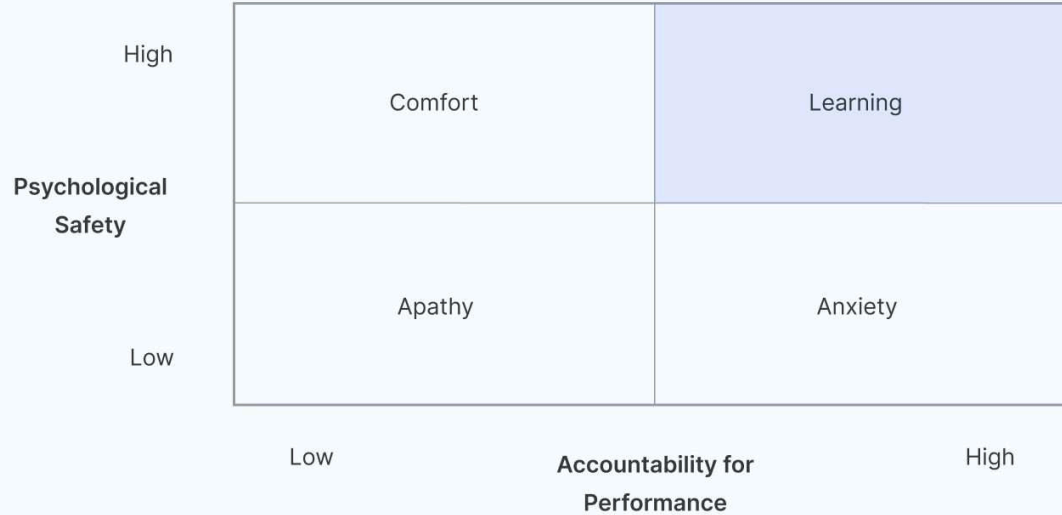 High
Comfort
Learning
Psychological
Safety
Apathy
Anxiety
Low
Low
High
Accountability for
Performance